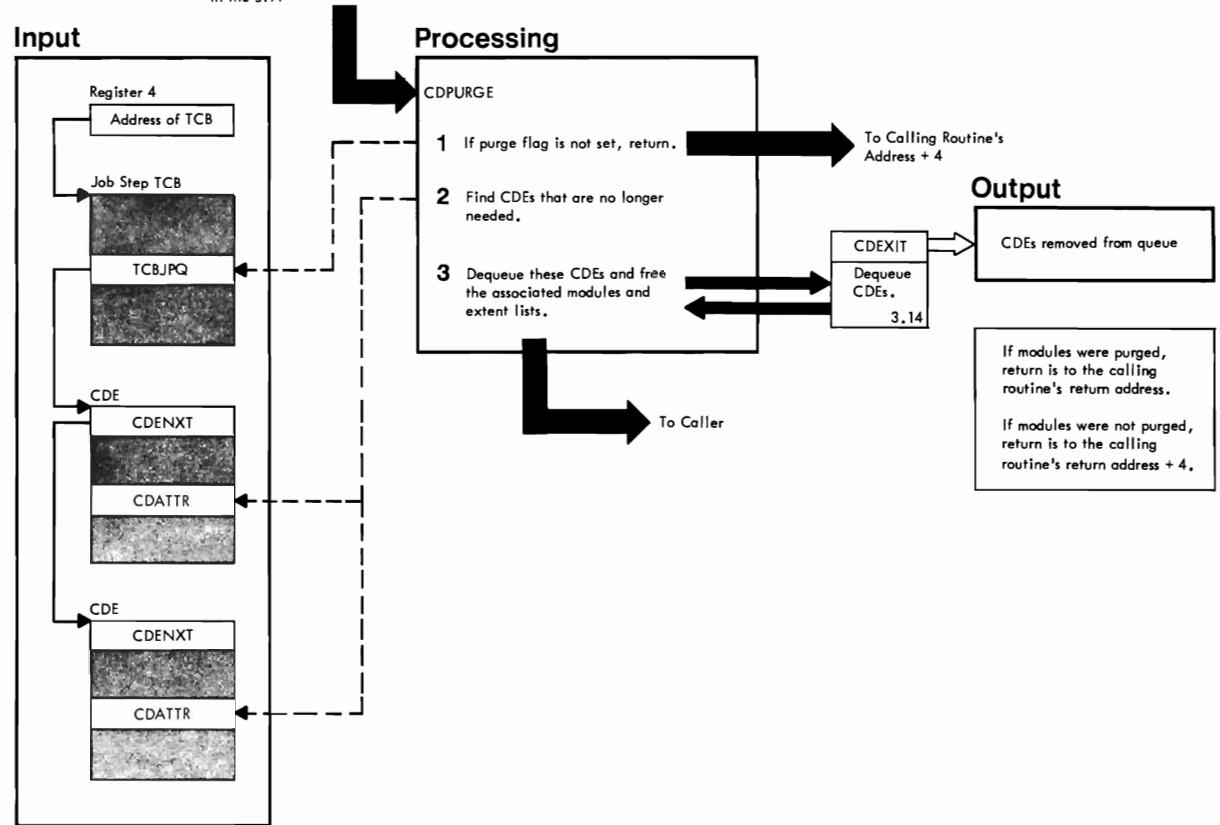 Input
Register 4
Address of TCB
Job Step TCB
TCBJPQ
CDE
CDENXT
CDATTR
CDE
CDENXT
CDATTR
Processing
CDPURGE
1 If purge flag is not set, return.
2 Find CDEs that are no longer
needed.
3 Dequeue these CDEs and free
the associated modules and
extent lists.
To Calling Routine's
Address + 4
To Caller
CDEXIT
Dequeue
CDEs.
3.14
Output
CDEs removed from queue
If modules were purged,
return is to the calling
routine's return address.
If modules were not purged,
return is to the calling
routine's return address + 4.